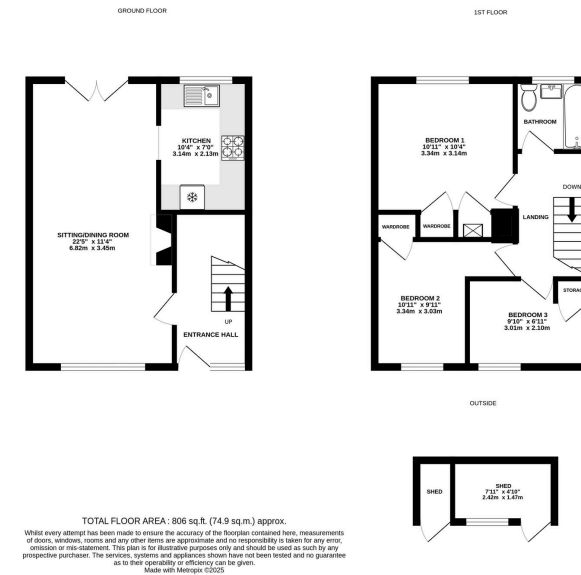 GROUND FLOOR
1ST FLOOR
KITCHEN
10'4" x 7'0"
3.14m x 2.13m
SITTING/DINING ROOM
22'5" x 11'4"
6.82m x 3.45m
UP
ENTRANCE HALL
BEDROOM 1
10'11" x 10'4"
3.34m x 3.14m
BATHROOM
DOWN
LANDING
WARDROBE
WARDROBE
BEDROOM 2
10'11" x 9'11"
3.34m x 3.03m
BEDROOM 3
9'10" x 6'11"
3.01m x 2.10m
STORAG
OUTSIDE
SHED
SHED
7'11" x 4'10"
2.42m x 1.47m
TOTAL FLOOR AREA : 806 sq.ft. (74.9 sq.m.) approx.
Whilst every attempt has been made to ensure the accuracy of the floorplan contained here, measurements
of doors, windows, rooms and any other items are approximate and no responsibility is taken for any error,
omission or mis-statement. This plan is for illustrative purposes only and should be used as such by any
prospective purchaser. The services, systems and appliances shown have not been tested and no guarantee
as to their operability or efficiency can be given.
Made with Metropix ©2025